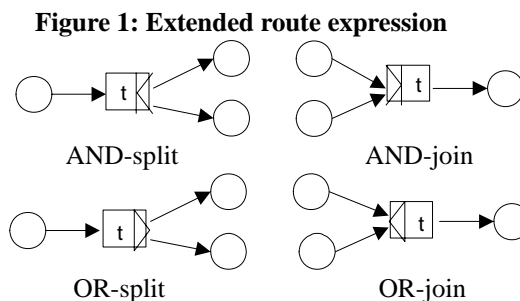 Figure 1: Extended route expression
t
t
AND-split
AND-join
t
t
OR-split
OR-join